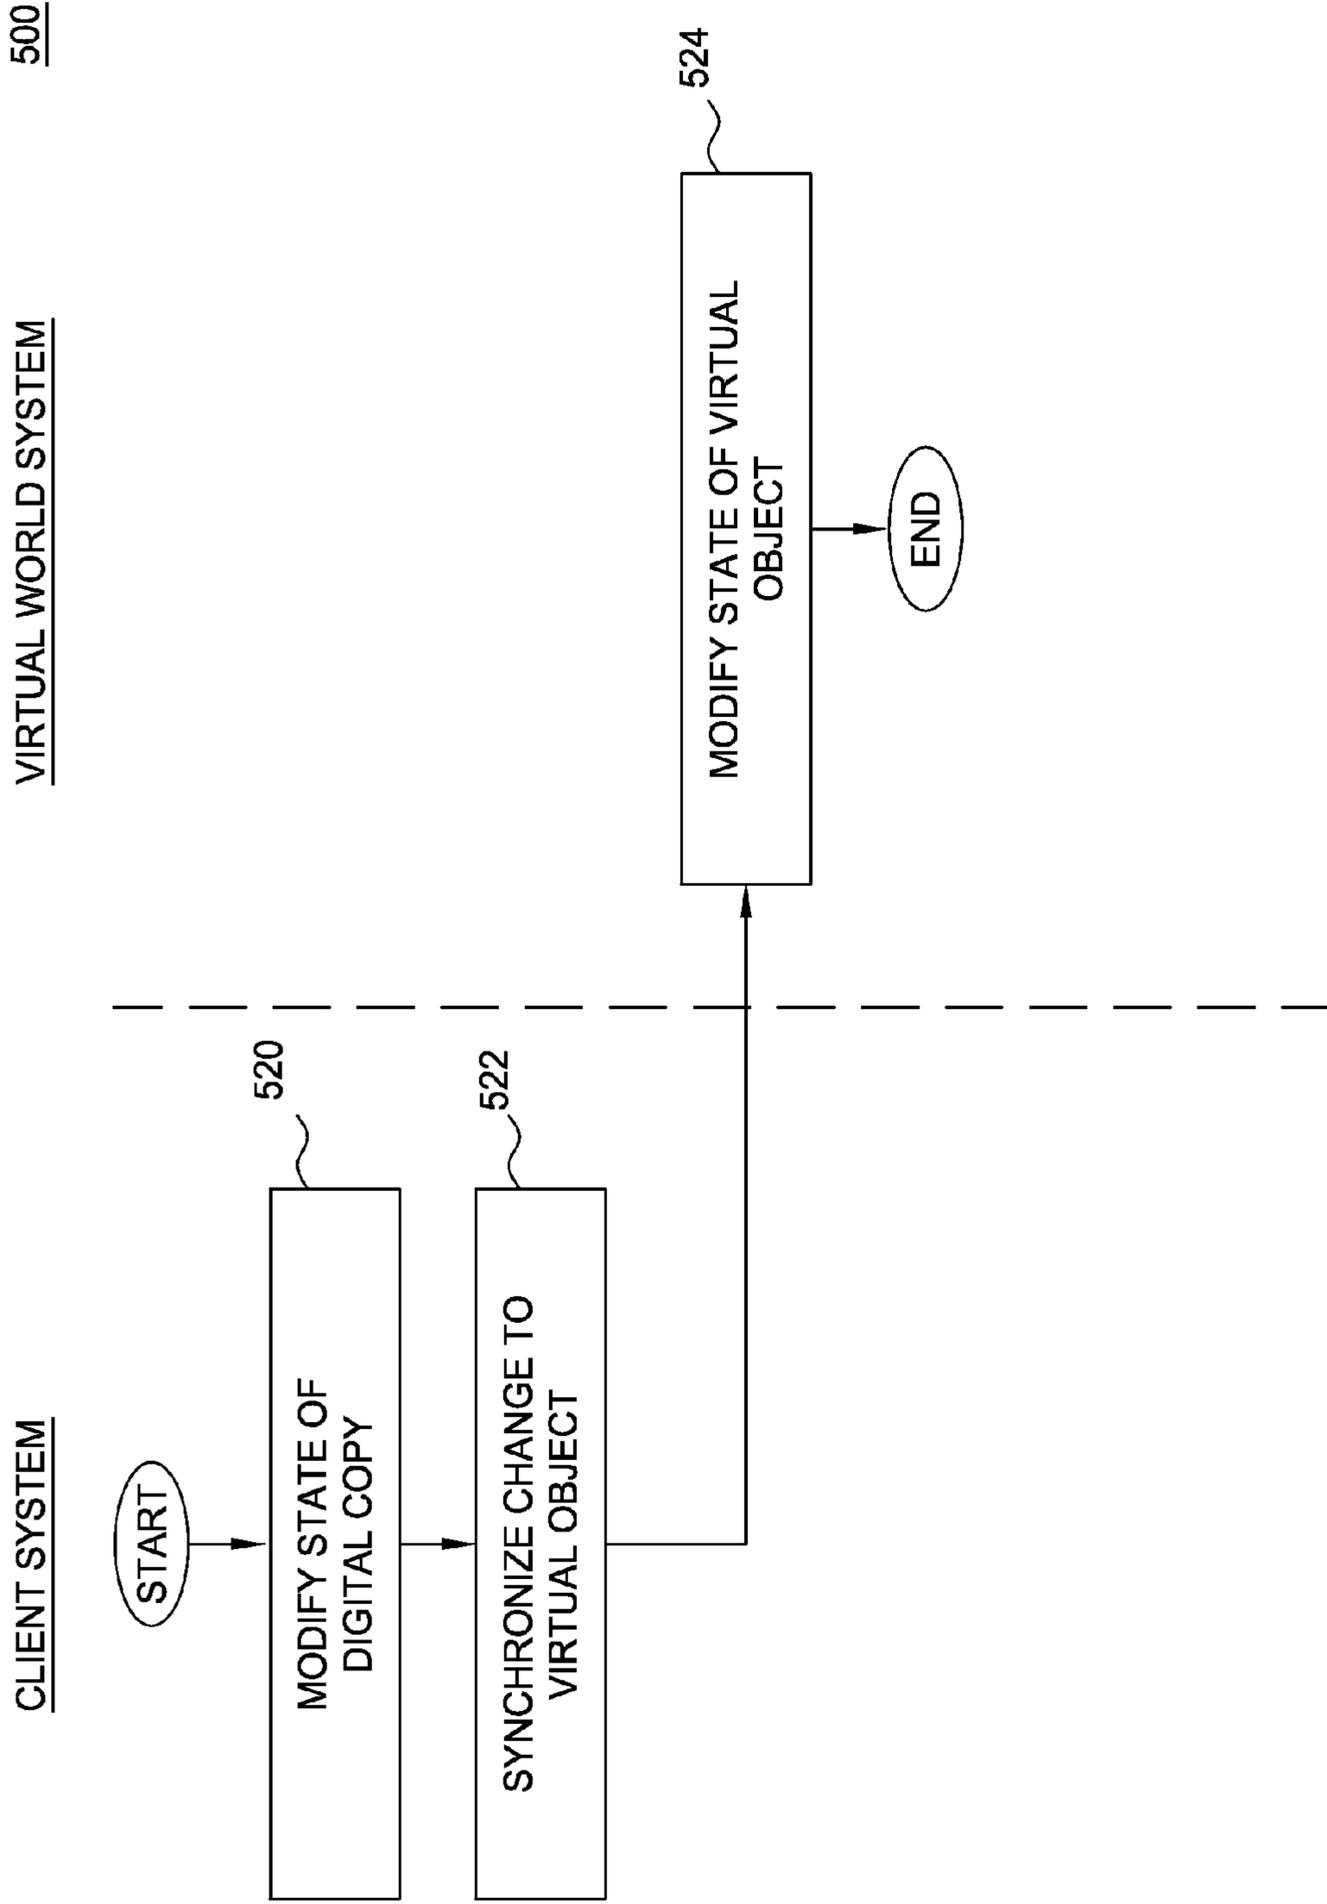 500
CLIENT SYSTEM
VIRTUAL WORLD SYSTEM
START
520
MODIFY STATE OF
DIGITAL COPY
522
SYNCHRONIZE CHANGE TO
VIRTUAL OBJECT
524
MODIFY STATE OF VIRTUAL
OBJECT
END